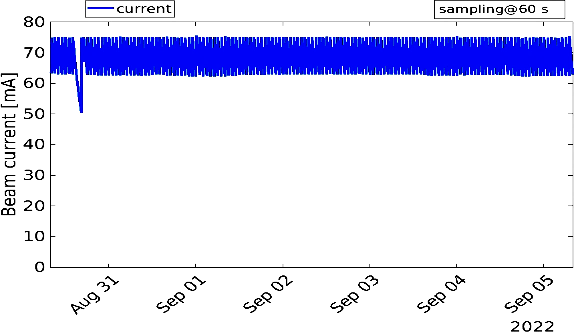 current
sampling@60 s
80
70
60
50
40
30
20
10
0
Beam current [mA]
Aug 31
Sep 01
Sep 02
Sep 03
Sep 04
Sep 05
2022